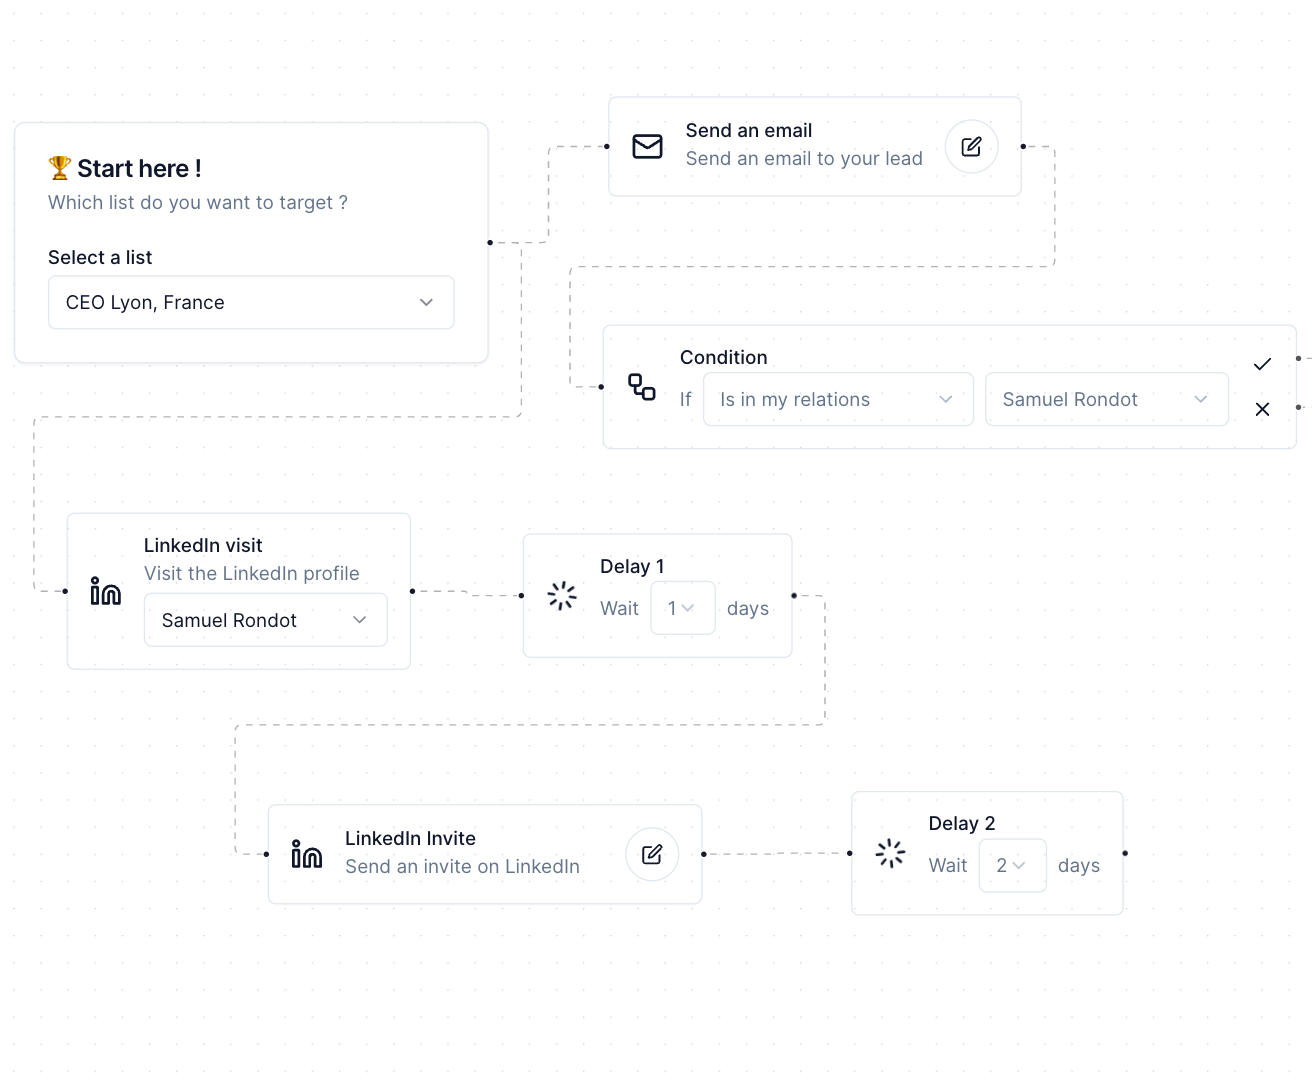 🏆 Start here !
Which list do you want to target ?
Select a list
CEO Lyon, France
Send an email
Send an email to your lead
Condition
If Is in my relations Samuel Rondot
LinkedIn visit
Visit the LinkedIn profile
Samuel Rondot
Delay 1
Wait 1 days
LinkedIn Invite
Send an invite on LinkedIn
Delay 2
Wait 2 days